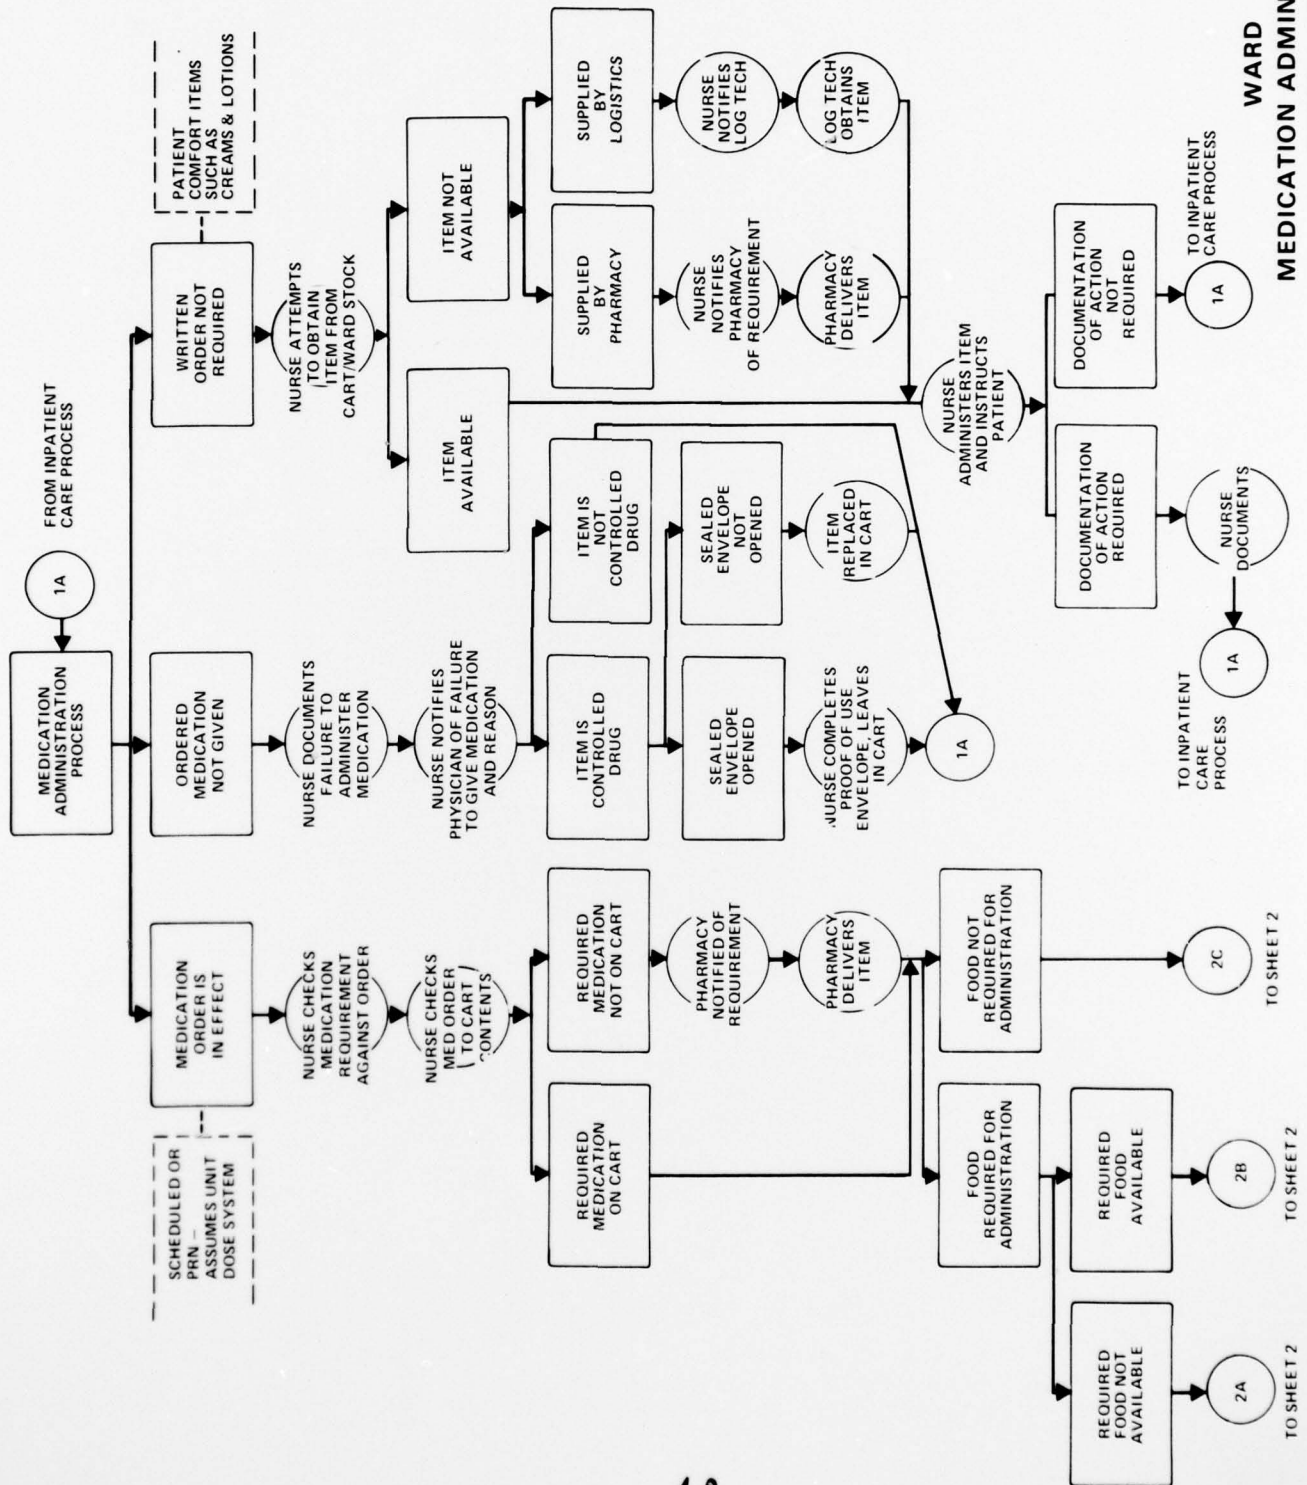 MEDICATION
ADMINISTRATION
PROCESS
1A
FROM INPATIENT
CARE PROCESS
SCHEDULED OR
PRN –
ASSUMES UNIT
DOSE SYSTEM
MEDICATION
ORDER IS
IN EFFECT
ORDERED
MEDICATION
NOT GIVEN
WRITTEN
ORDER NOT
REQUIRED
PATIENT
COMFORT ITEMS
SUCH AS
CREAMS & LOTIONS
NURSE CHECKS
MEDICATION
REQUIREMENT
AGAINST ORDER
NURSE DOCUMENTS
FAILURE TO
ADMINISTER
MEDICATION
NURSE ATTEMPTS
TO OBTAIN
ITEM FROM
CART/WARD STOCK
NURSE CHECKS
MED ORDER
TO CART
CONTENTS
NURSE NOTIFIES
PHYSICIAN OF FAILURE
TO GIVE MEDICATION
AND REASON
ITEM
AVAILABLE
ITEM NOT
AVAILABLE
REQUIRED
MEDICATION
ON CART
REQUIRED
MEDICATION
NOT ON CART
ITEM IS
CONTROLLED
DRUG
ITEM IS
NOT
CONTROLLED
DRUG
SUPPLIED
BY
PHARMACY
SUPPLIED
BY
LOGISTICS
PHARMACY
NOTIFIED OF
REQUIREMENT
SEALED
ENVELOPE
OPENED
SEALED
ENVELOPE
NOT
OPENED
NURSE
NOTIFIES
PHARMACY
OF REQUIREMENT
NURSE
NOTIFIES
LOG TECH
PHARMACY
DELIVERS
ITEM
NURSE COMPLETES
PROOF OF USE
ENVELOPE, LEAVES
IN CART
ITEM
REPLACED
IN CART
PHARMACY
DELIVERS
ITEM
LOG TECH
OBTAINS
ITEM
FOOD
REQUIRED FOR
ADMINISTRATION
FOOD NOT
REQUIRED FOR
ADMINISTRATION
1A
NURSE
ADMINISTERS ITEM
AND INSTRUCTS
PATIENT
REQUIRED
FOOD NOT
AVAILABLE
REQUIRED
FOOD
AVAILABLE
DOCUMENTATION
OF ACTION
REQUIRED
DOCUMENTATION
OF ACTION
NOT
REQUIRED
2A
2B
2C
TO INPATIENT
CARE
PROCESS
1A
NURSE
DOCUMENTS
1A
TO INPATIENT
CARE PROCESS
TO SHEET 2
TO SHEET 2
TO SHEET 2
WARD